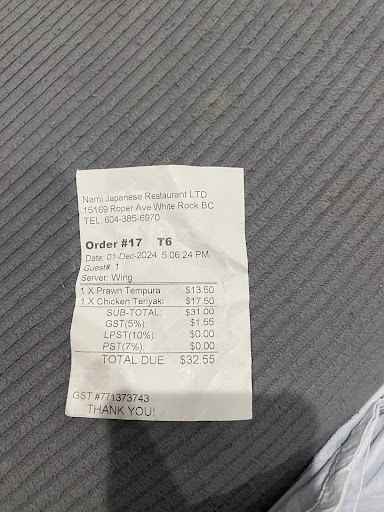 Nami Japanese Restaurant LTD
15169 Roper Ave White Rock BC
TEL: 604-385-6970
Order #17 T6
Date: 01-Dec-2024 5:06:24 PM
Guest#: 1
Server: Wing
1 X Prawn Tempura $13.50
1 X Chicken Teriyaki $17.50
SUB-TOTAL: $31.00
GST(5%): $1.55
LPST(10%): $0.00
PST(7%): $0.00
TOTAL DUE $32.55
GST #771373743
THANK YOU!